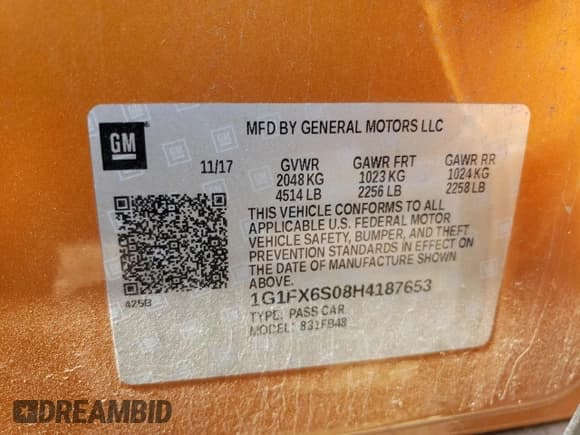 GM
MFD BY GENERAL MOTORS LLC
11/17 GVWR GAWR FRT GAWR RR
2048 KG 1023 KG 1024 KG
4514 LB 2256 LB 2258 LB
THIS VEHICLE CONFORMS TO ALL
APPLICABLE U.S. FEDERAL MOTOR
VEHICLE SAFETY, BUMPER, AND THEFT
PREVENTION STANDARDS IN EFFECT ON
THE DATE OF MANUFACTURE SHOWN
ABOVE.
425B
1G1FX6S08H4187653
TYPE: PASS CAR
MODEL: 831FB48
DREAMBID